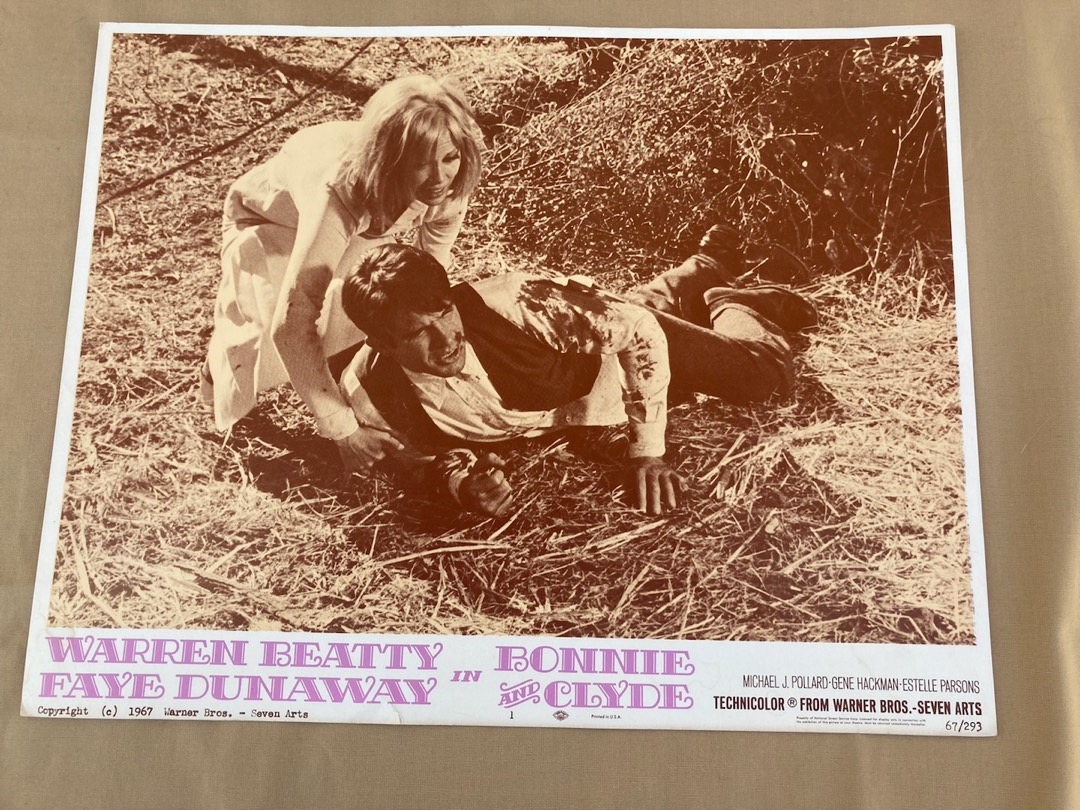 WARREN BEATTY
FAYE DUNAWAY
IN
BONNIE
AND CLYDE
MICHAEL J. POLLARD·GENE HACKMAN·ESTELLE PARSONS
TECHNICOLOR ® FROM WARNER BROS.-SEVEN ARTS
Copyright (c) 1967 Warner Bros. - Seven Arts
1
Printed in U.S.A.
67/293